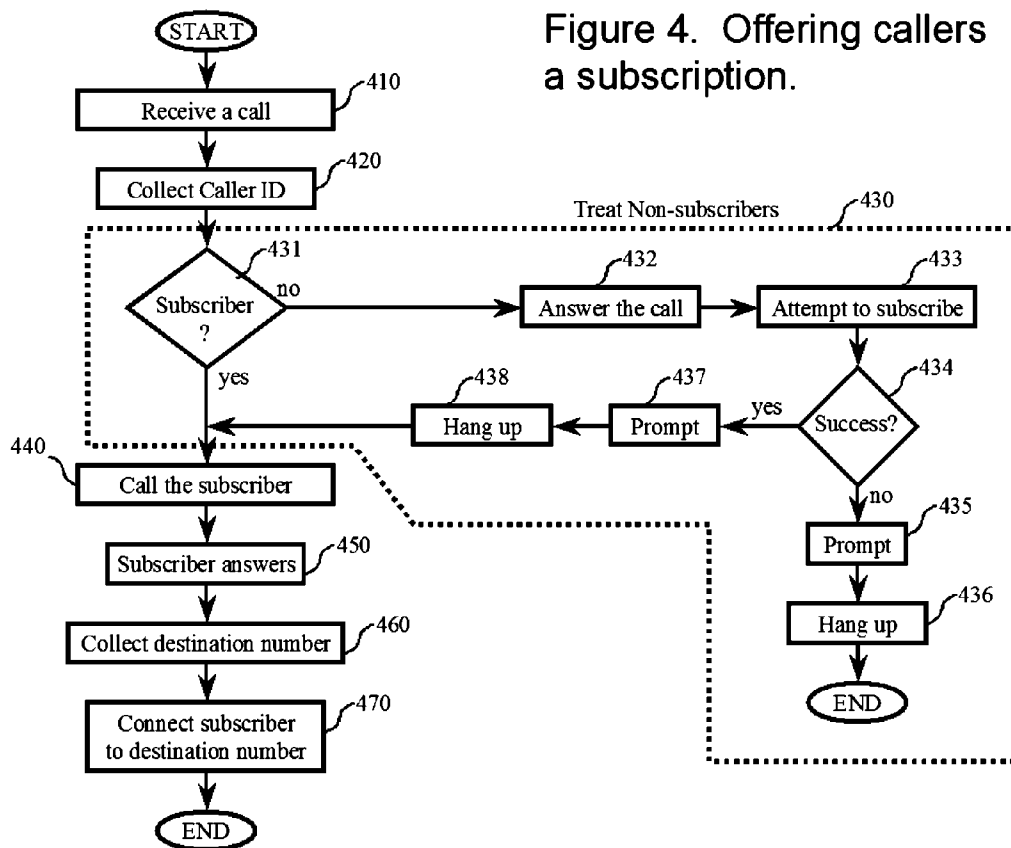 START
Figure 4. Offering callers
a subscription.
410
Receive a call
420
Collect Caller ID
Treat Non-subscribers
430
431
Subscriber
?
no
yes
432
Answer the call
433
Attempt to subscribe
434
Success?
yes
437
Prompt
438
Hang up
no
435
Prompt
436
Hang up
END
440
Call the subscriber
450
Subscriber answers
460
Collect destination number
470
Connect subscriber
to destination number
END